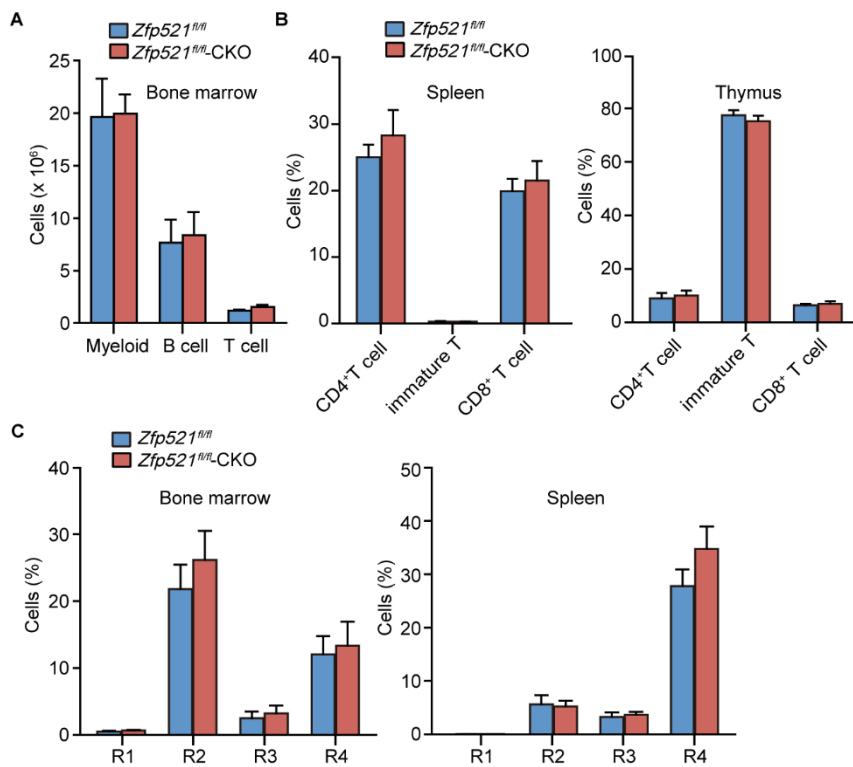 A
Zfp521fl/fl
Zfp521fl/fl-CKO
Bone marrow
Cells (x 10⁶)
25
20
15
10
5
0
Myeloid B cell T cell
B
Zfp521fl/fl
Zfp521fl/fl-CKO
Spleen
Cells (%)
40
30
20
10
0
CD4⁺T cell
immature T
CD8⁺ T cell
Thymus
Cells (%)
100
80
60
40
20
0
CD4⁺T cell
immature T
CD8⁺ T cell
C
Zfp521fl/fl
Zfp521fl/fl-CKO
Bone marrow
Cells (%)
40
30
20
10
0
R1 R2 R3 R4
Spleen
Cells (%)
50
40
30
20
10
0
R1 R2 R3 R4